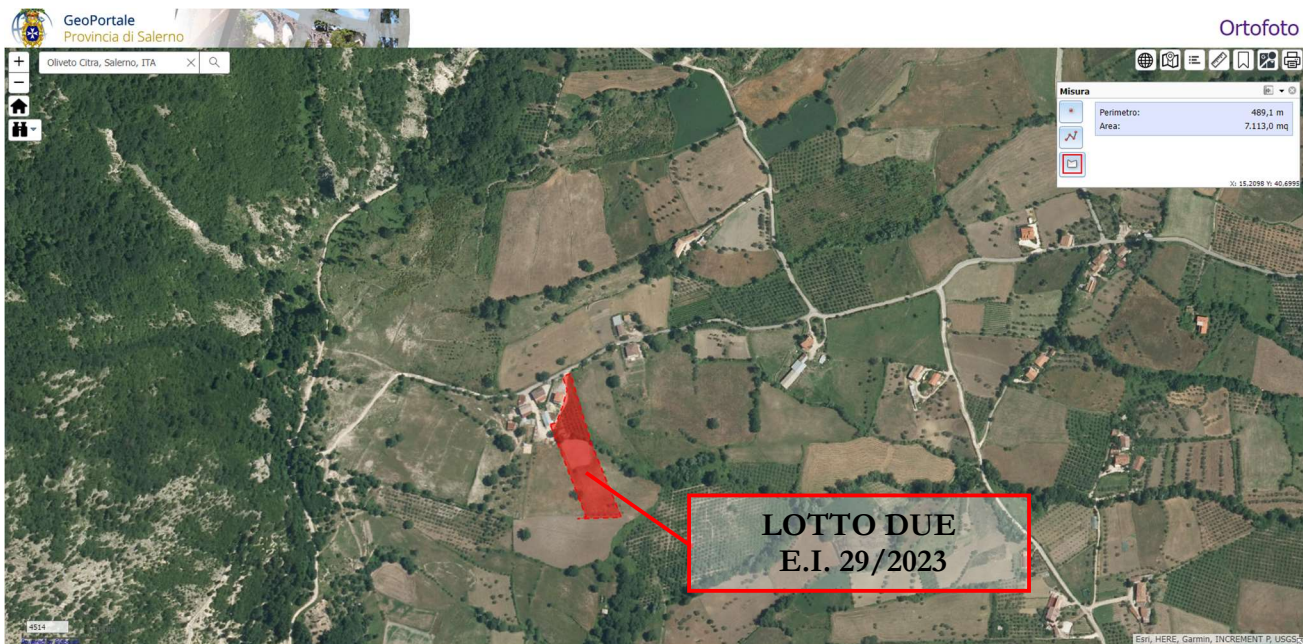 GeoPortale
Provincia di Salerno
Ortofoto
+
Oliveto Citra, Salerno, ITA
−
Misura
Perimetro: 489,1 m
Area: 7.113,0 mq
X: 15,2098 Y: 40,6995
LOTTO DUE
E.I. 29/2023
4514
Esri, HERE, Garmin, INCREMENT P, USGS,